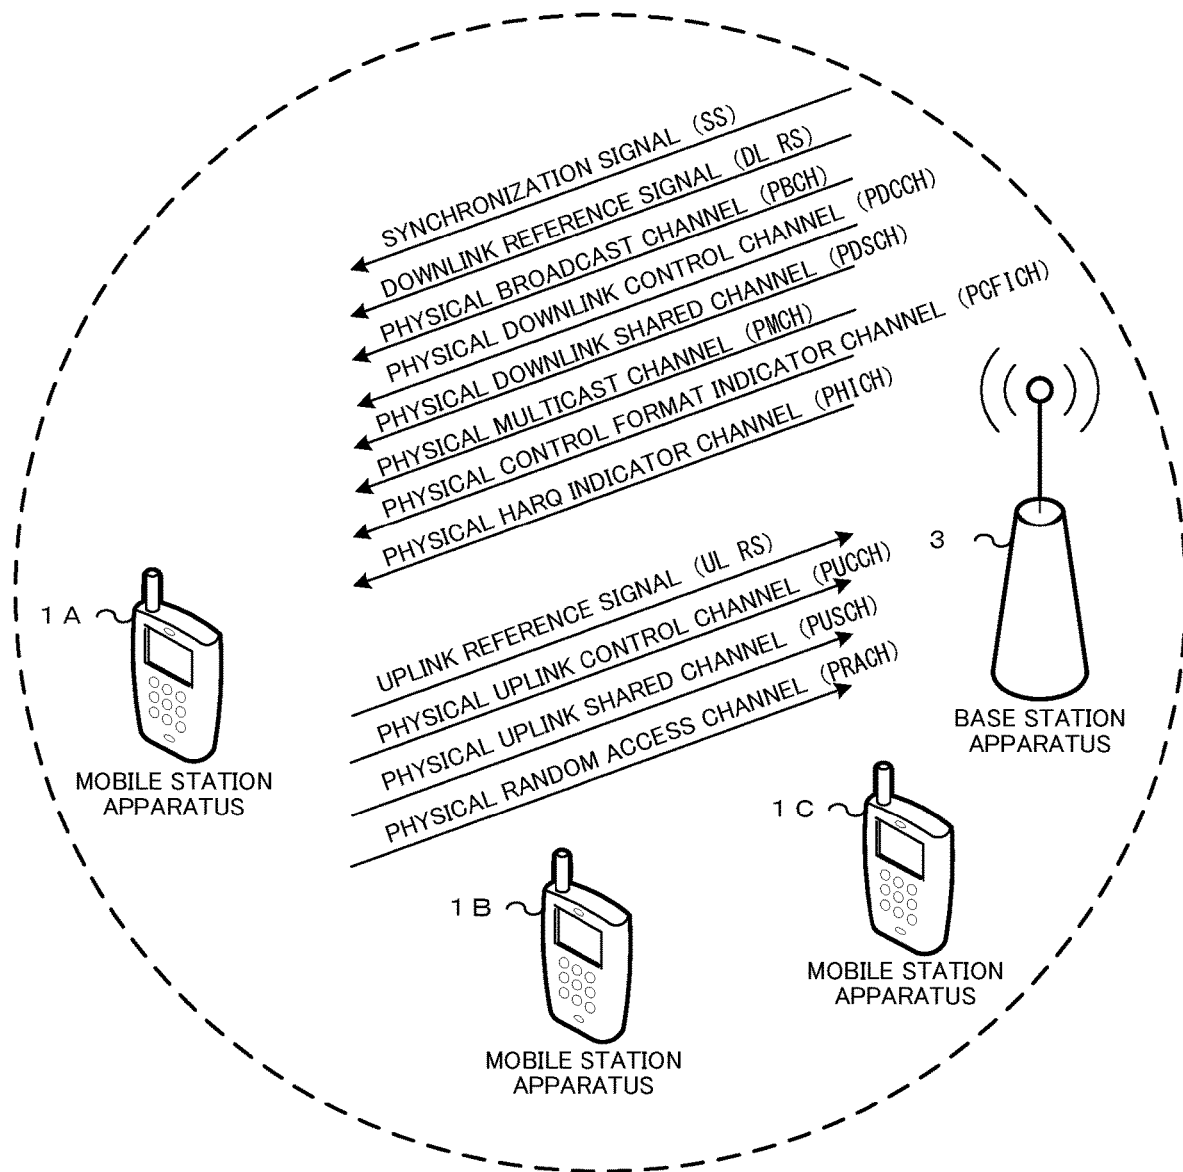 SYNCHRONIZATION SIGNAL (SS)
DOWNLINK REFERENCE SIGNAL (DL RS)
PHYSICAL BROADCAST CHANNEL (PBCH)
PHYSICAL DOWNLINK CONTROL CHANNEL (PDCCH)
PHYSICAL DOWNLINK SHARED CHANNEL (PDSCH)
PHYSICAL MULTICAST CHANNEL (PMCH)
PHYSICAL CONTROL FORMAT INDICATOR CHANNEL (PCFICH)
PHYSICAL HARQ INDICATOR CHANNEL (PHICH)
UPLINK REFERENCE SIGNAL (UL RS)
PHYSICAL UPLINK CONTROL CHANNEL (PUCCH)
PHYSICAL UPLINK SHARED CHANNEL (PUSCH)
PHYSICAL RANDOM ACCESS CHANNEL (PRACH)
3
BASE STATION
APPARATUS
1A
MOBILE STATION
APPARATUS
1B
MOBILE STATION
APPARATUS
1C
MOBILE STATION
APPARATUS